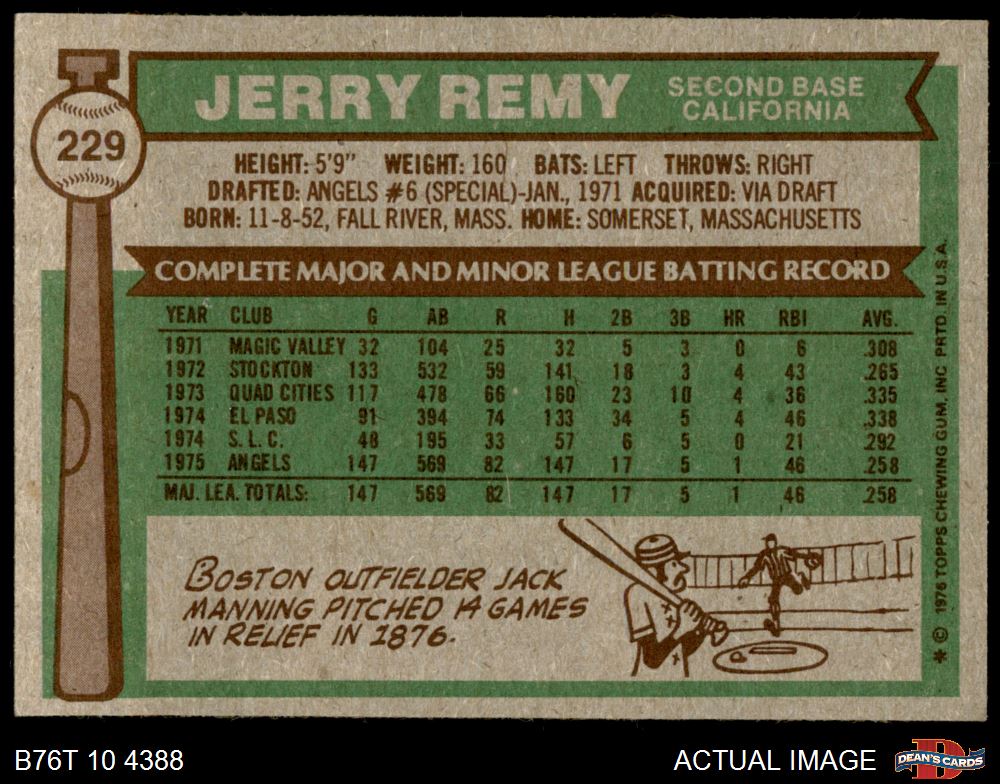 229
JERRY REMY
SECOND BASE
CALIFORNIA
HEIGHT: 5'9" WEIGHT: 160 BATS: LEFT THROWS: RIGHT
DRAFTED: ANGELS #6 (SPECIAL)-JAN., 1971 ACQUIRED: VIA DRAFT
BORN: 11-8-52, FALL RIVER, MASS. HOME: SOMERSET, MASSACHUSETTS
COMPLETE MAJOR AND MINOR LEAGUE BATTING RECORD
YEAR CLUB G AB R H 2B 3B HR RBI AVG.
1971 MAGIC VALLEY 32 104 25 32 5 3 0 6 .308
1972 STOCKTON 133 532 59 141 18 3 4 43 .265
1973 QUAD CITIES 117 478 66 160 23 10 4 36 .335
1974 EL PASO 91 394 74 133 34 5 4 46 .338
1974 S.L.C. 48 195 33 57 6 5 0 21 .292
1975 ANGELS 147 569 82 147 17 5 1 46 .258
MAJ. LEA. TOTALS: 147 569 82 147 17 5 1 46 .258
BOSTON OUTFIELDER JACK
MANNING PITCHED 14 GAMES
IN RELIEF IN 1876.
* © 1976 TOPPS CHEWING GUM, INC PRTD. IN U.S.A.
B76T 10 4388
ACTUAL IMAGE
DEAN'S CARDS